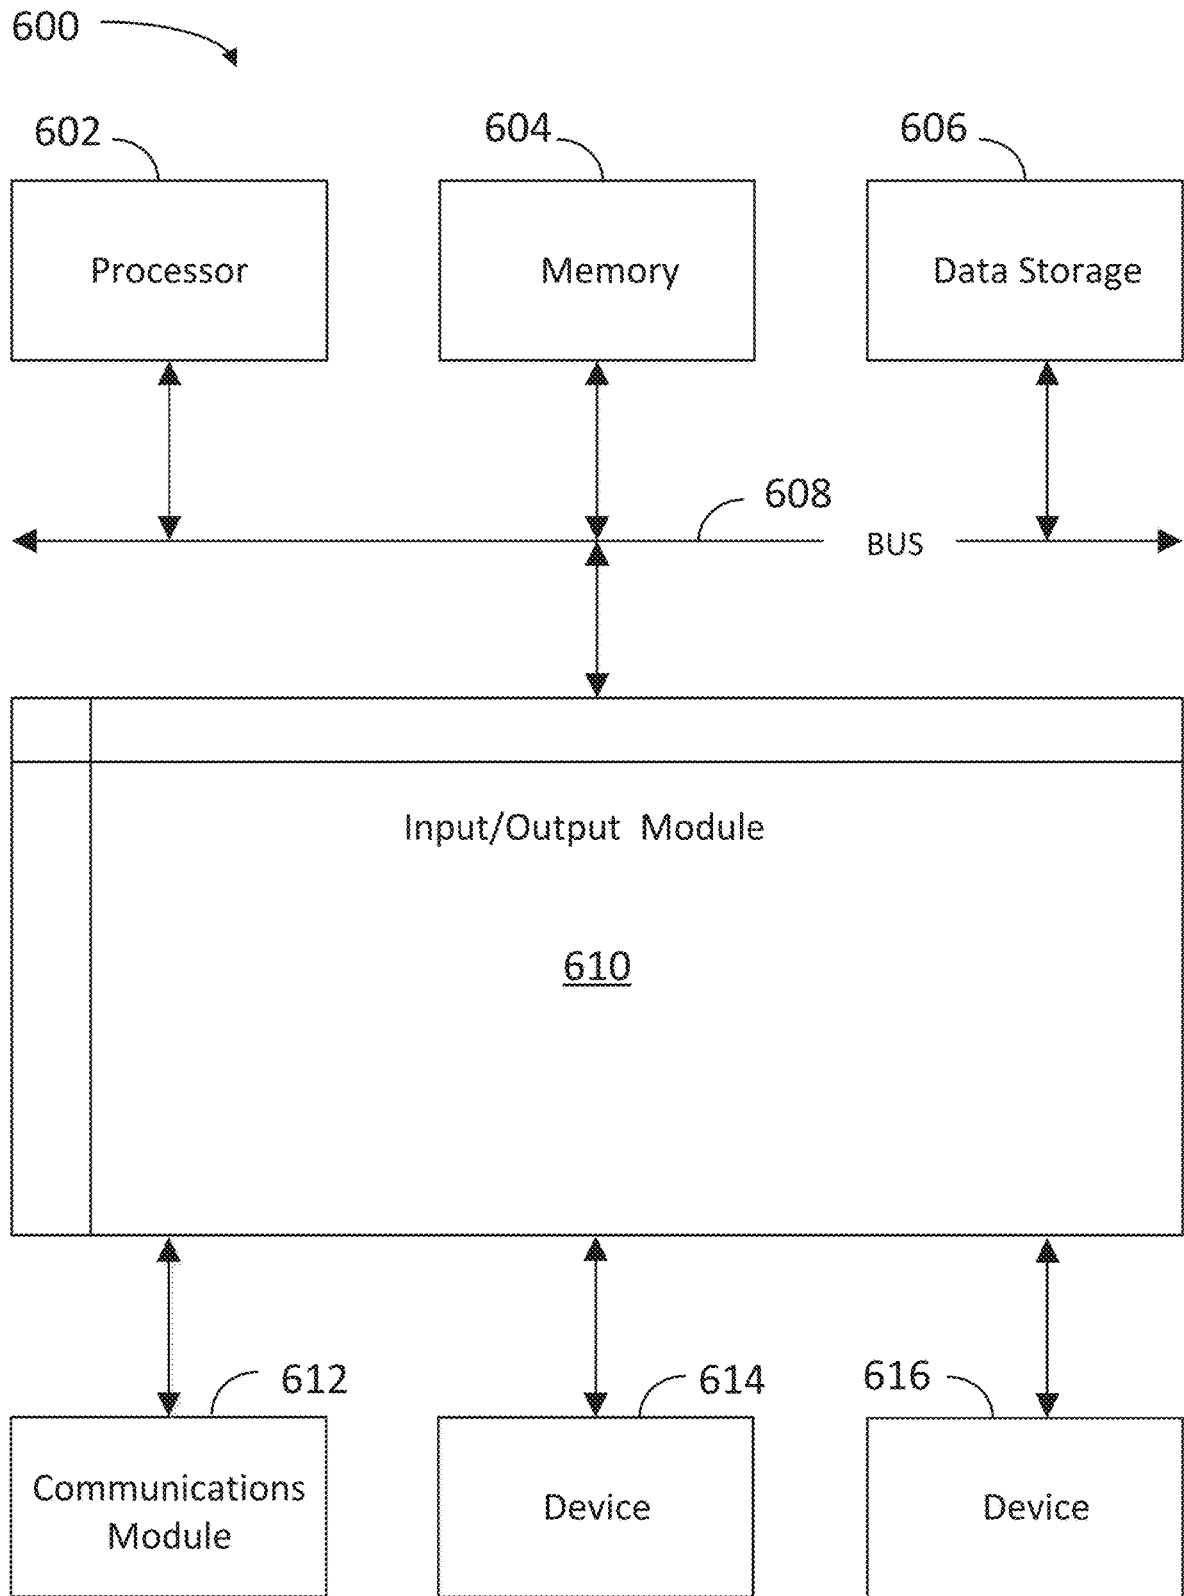 600
602
604
606
Processor
Memory
Data Storage
608
BUS
Input/Output Module
610
612
614
616
Communications
Module
Device
Device